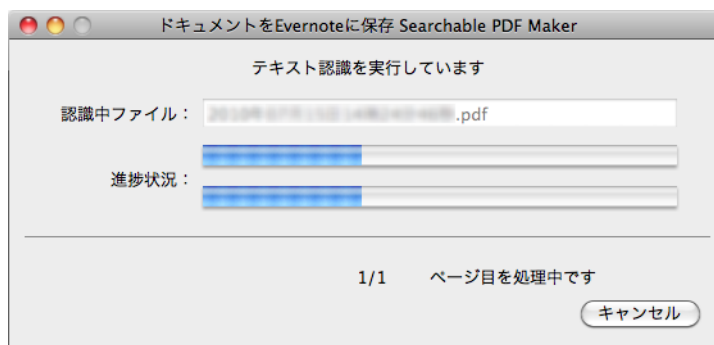 ドキュメントをEvernoteに保存 Searchable PDF Maker
テキスト認識を実行しています
認識中ファイル： .pdf
進捗状況：
1/1 ページ目を処理中です
キャンセル